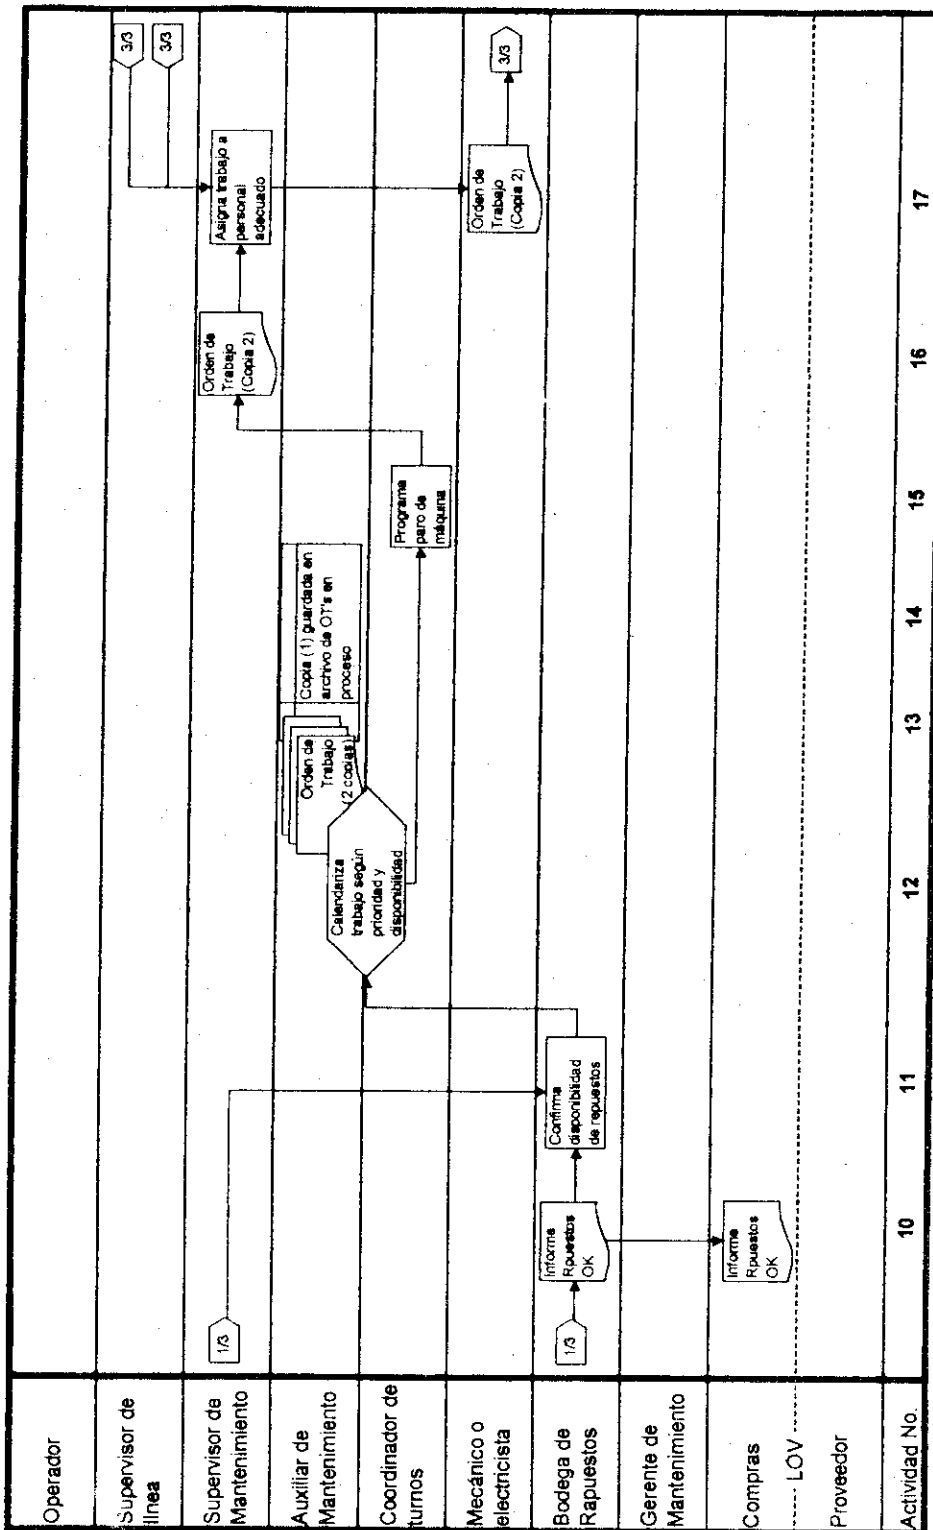 Operador
Supervisor de
línea
Supervisor de
Mantenimiento
Auxiliar de
Mantenimiento
Coordinador de
turnos
Mecánico o
electricista
Bodega de
Rapuestos
Gerente de
Mantenimiento
Compras
LOV
Proveedor
Actividad No.
3/3
3/3
1/3
Asigna trabajo a
personal
adecuado
Orden de
Trabajo
(Copia 2)
Orden de
Trabajo
(2 copias)
Copia (1) guardada en
archivo de OT's en
proceso
Calendariza
trabajo según
prioridad y
disponibilidad
Programa
paro de
máquina
Orden de
Trabajo
(Copia 2)
3/3
1/3
Informe
Rpuestos
OK
Confirma
disponibilidad
de repuestos
Informe
Rpuestos
OK
10
11
12
13
14
15
16
17